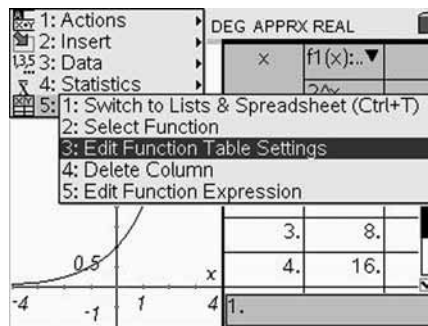 1: Actions
2: Insert
3: Data
4: Statistics
5:
DEG APPRX REAL
x f1(x):..▼
2^x
1: Switch to Lists & Spreadsheet (Ctrl+T)
2: Select Function
3: Edit Function Table Settings
4: Delete Column
5: Edit Function Expression
3. 8.
4. 16.
0.5
x
-4 -1 1 4
1.